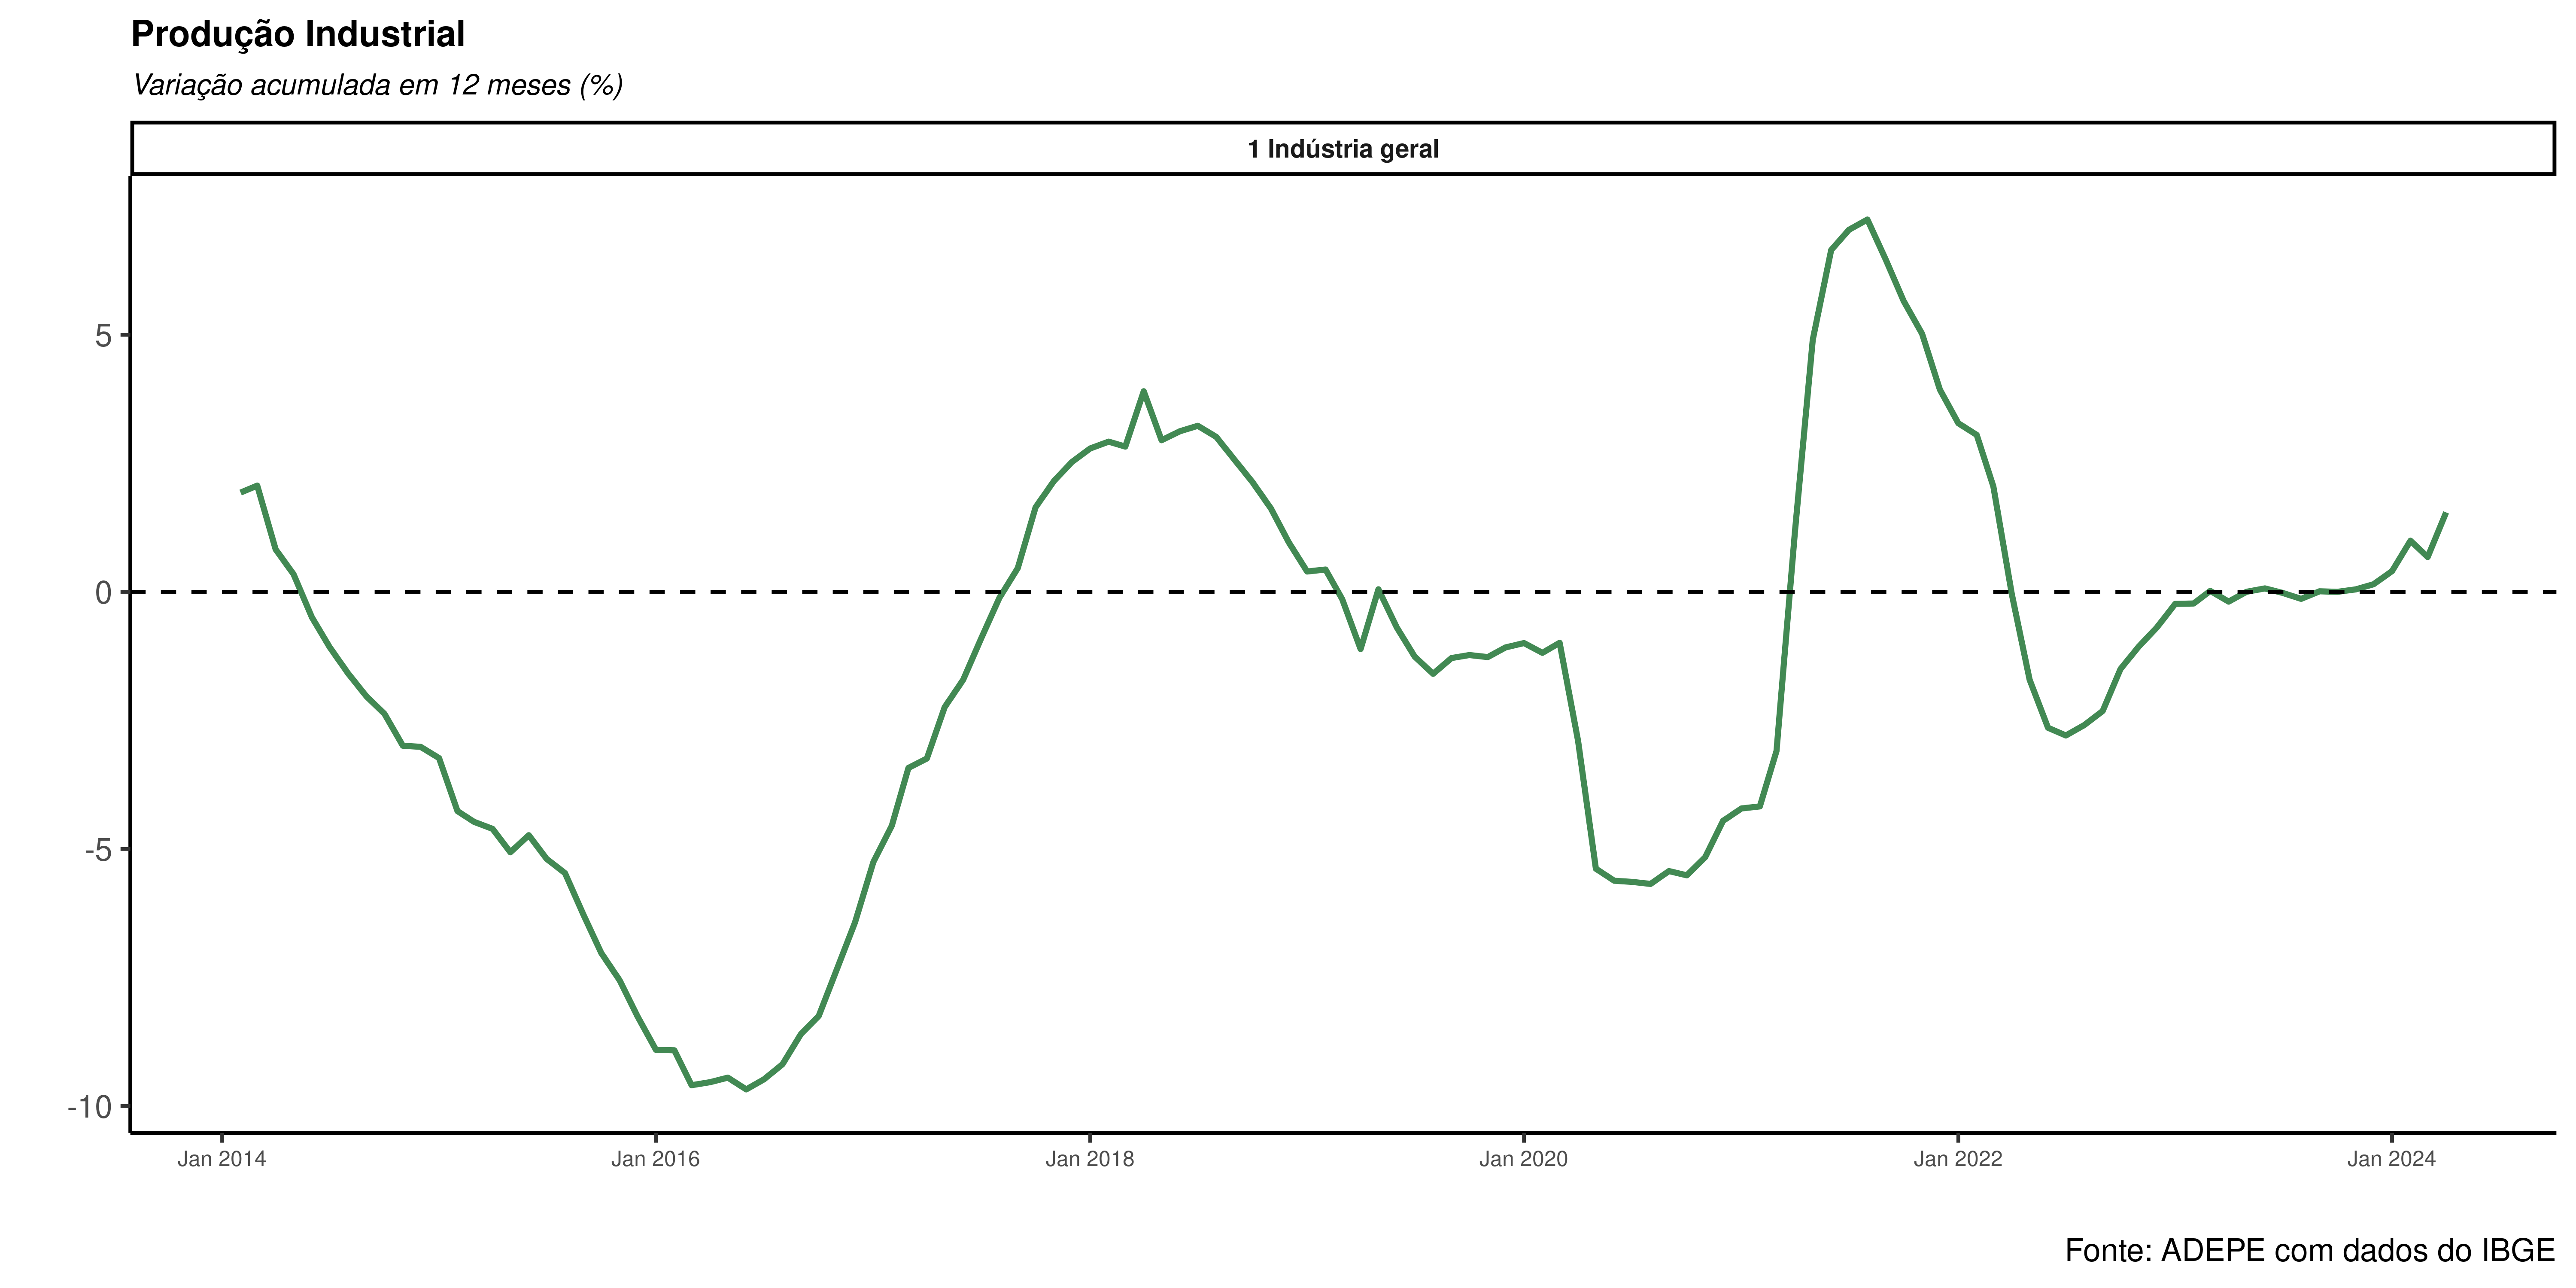 Produção Industrial
Variação acumulada em 12 meses (%)
1 Indústria geral
5
0
-5
-10
Jan 2014 Jan 2016 Jan 2018 Jan 2020 Jan 2022 Jan 2024
Fonte: ADEPE com dados do IBGE